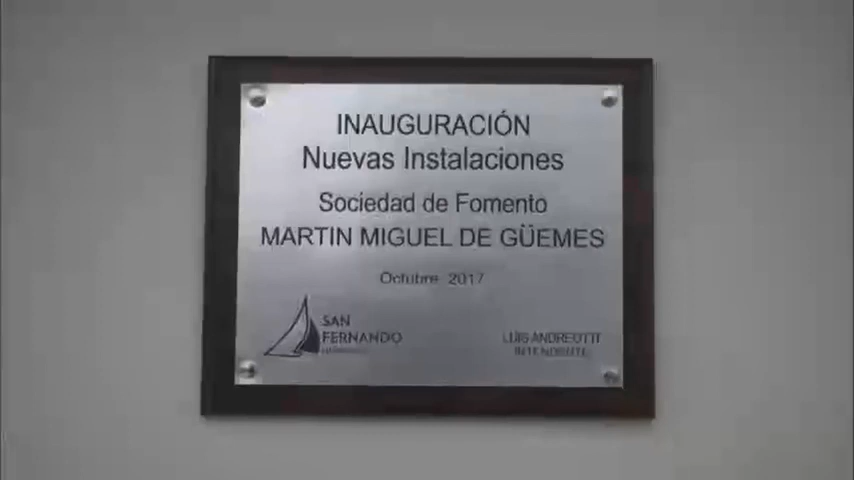 INAUGURACIÓN
Nuevas Instalaciones
Sociedad de Fomento
MARTIN MIGUEL DE GÜEMES
Octubre 2017
SAN
FERNANDO
LUIS ANDREOTTI
INTENDENTE